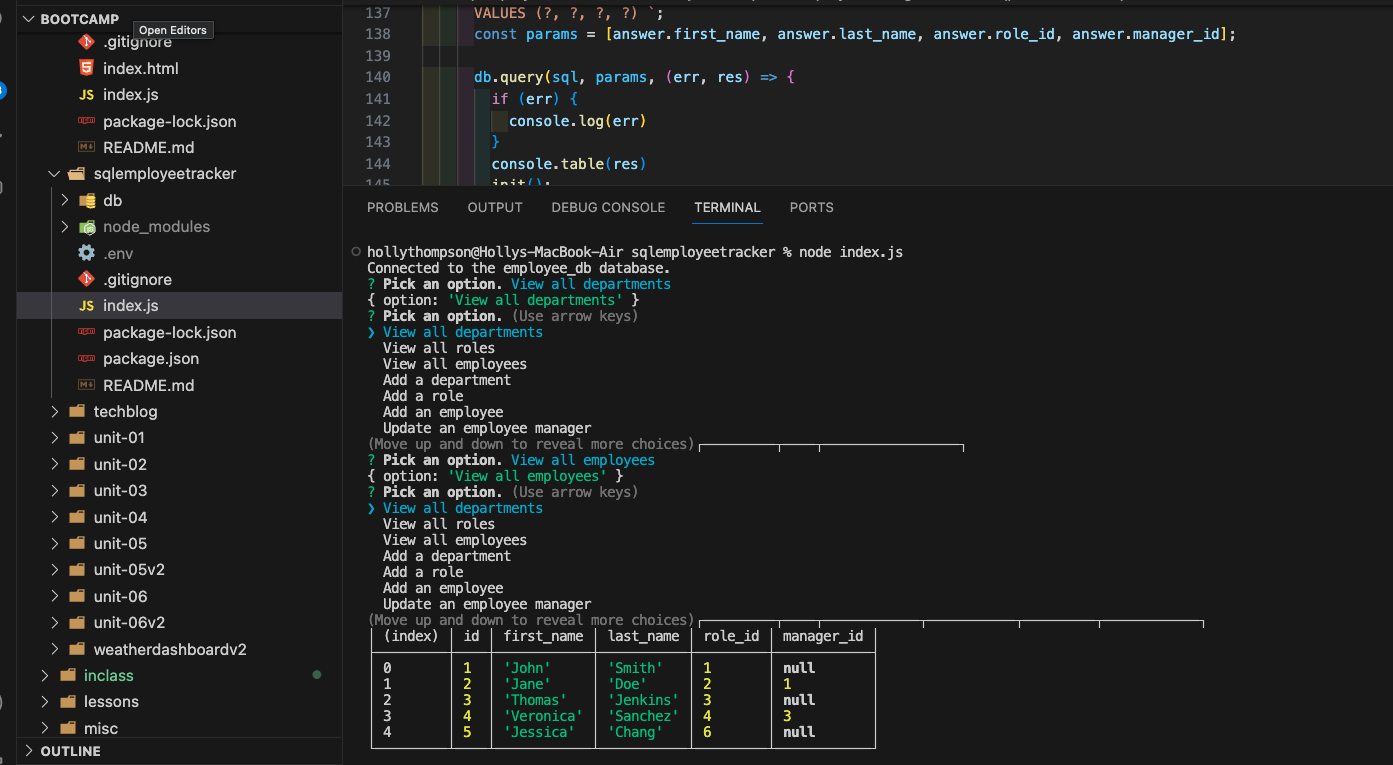 BOOTCAMP
Open Editors
.gitignore
index.html
JS index.js
package-lock.json
README.md
sqlemployeetracker
db
node_modules
.env
.gitignore
JS index.js
package-lock.json
package.json
README.md
techblog
unit-01
unit-02
unit-03
unit-04
unit-05
unit-05v2
unit-06
unit-06v2
weatherdashboardv2
inclass
lessons
misc
OUTLINE
137 VALUES (?, ?, ?, ?) `;
138 const params = [answer.first_name, answer.last_name, answer.role_id, answer.manager_id];
139
140 db.query(sql, params, (err, res) => {
141 if (err) {
142 console.log(err)
143 }
144 console.table(res)
145 init();
PROBLEMS OUTPUT DEBUG CONSOLE TERMINAL PORTS
hollythompson@Hollys-MacBook-Air sqlemployeetracker % node index.js
Connected to the employee_db database.
? Pick an option. View all departments
{ option: 'View all departments' }
? Pick an option. (Use arrow keys)
❯ View all departments
View all roles
View all employees
Add a department
Add a role
Add an employee
Update an employee manager
(Move up and down to reveal more choices)
? Pick an option. View all employees
{ option: 'View all employees' }
? Pick an option. (Use arrow keys)
❯ View all departments
View all roles
View all employees
Add a department
Add a role
Add an employee
Update an employee manager
(Move up and down to reveal more choices)
(index) id first_name last_name role_id manager_id
0 1 'John' 'Smith' 1 null
1 2 'Jane' 'Doe' 2 1
2 3 'Thomas' 'Jenkins' 3 null
3 4 'Veronica' 'Sanchez' 4 3
4 5 'Jessica' 'Chang' 6 null